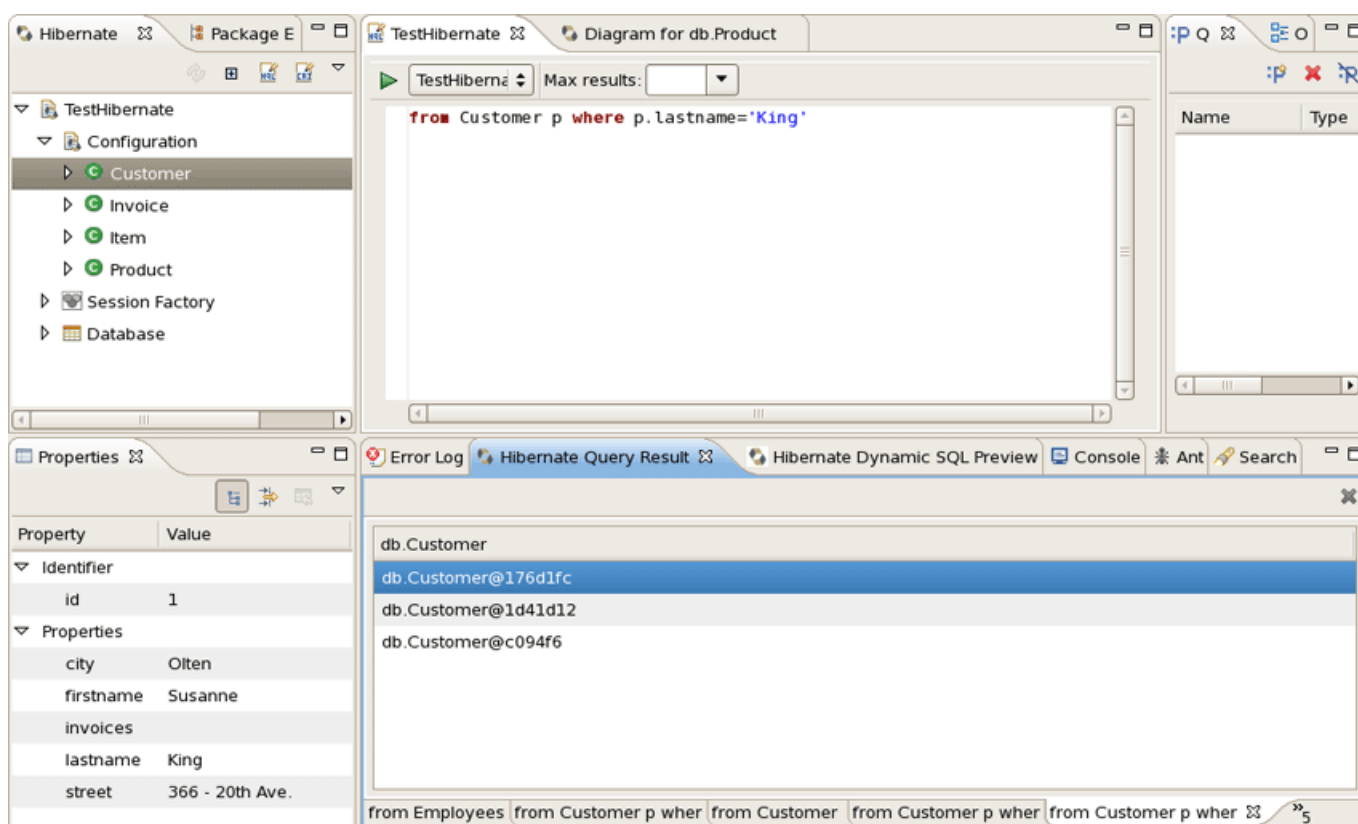 Hibernate Package E
TestHibernate
Configuration
Customer
Invoice
Item
Product
Session Factory
Database
TestHibernate Diagram for db.Product
TestHiberna Max results:
from Customer p where p.lastname='King'
:P Q O
:P R
Name Type
Properties
Property Value
Identifier
id 1
Properties
city Olten
firstname Susanne
invoices
lastname King
street 366 - 20th Ave.
Error Log Hibernate Query Result Hibernate Dynamic SQL Preview Console Ant Search
db.Customer
db.Customer@176d1fc
db.Customer@1d41d12
db.Customer@c094f6
from Employees from Customer p wher from Customer from Customer p wher from Customer p wher »5